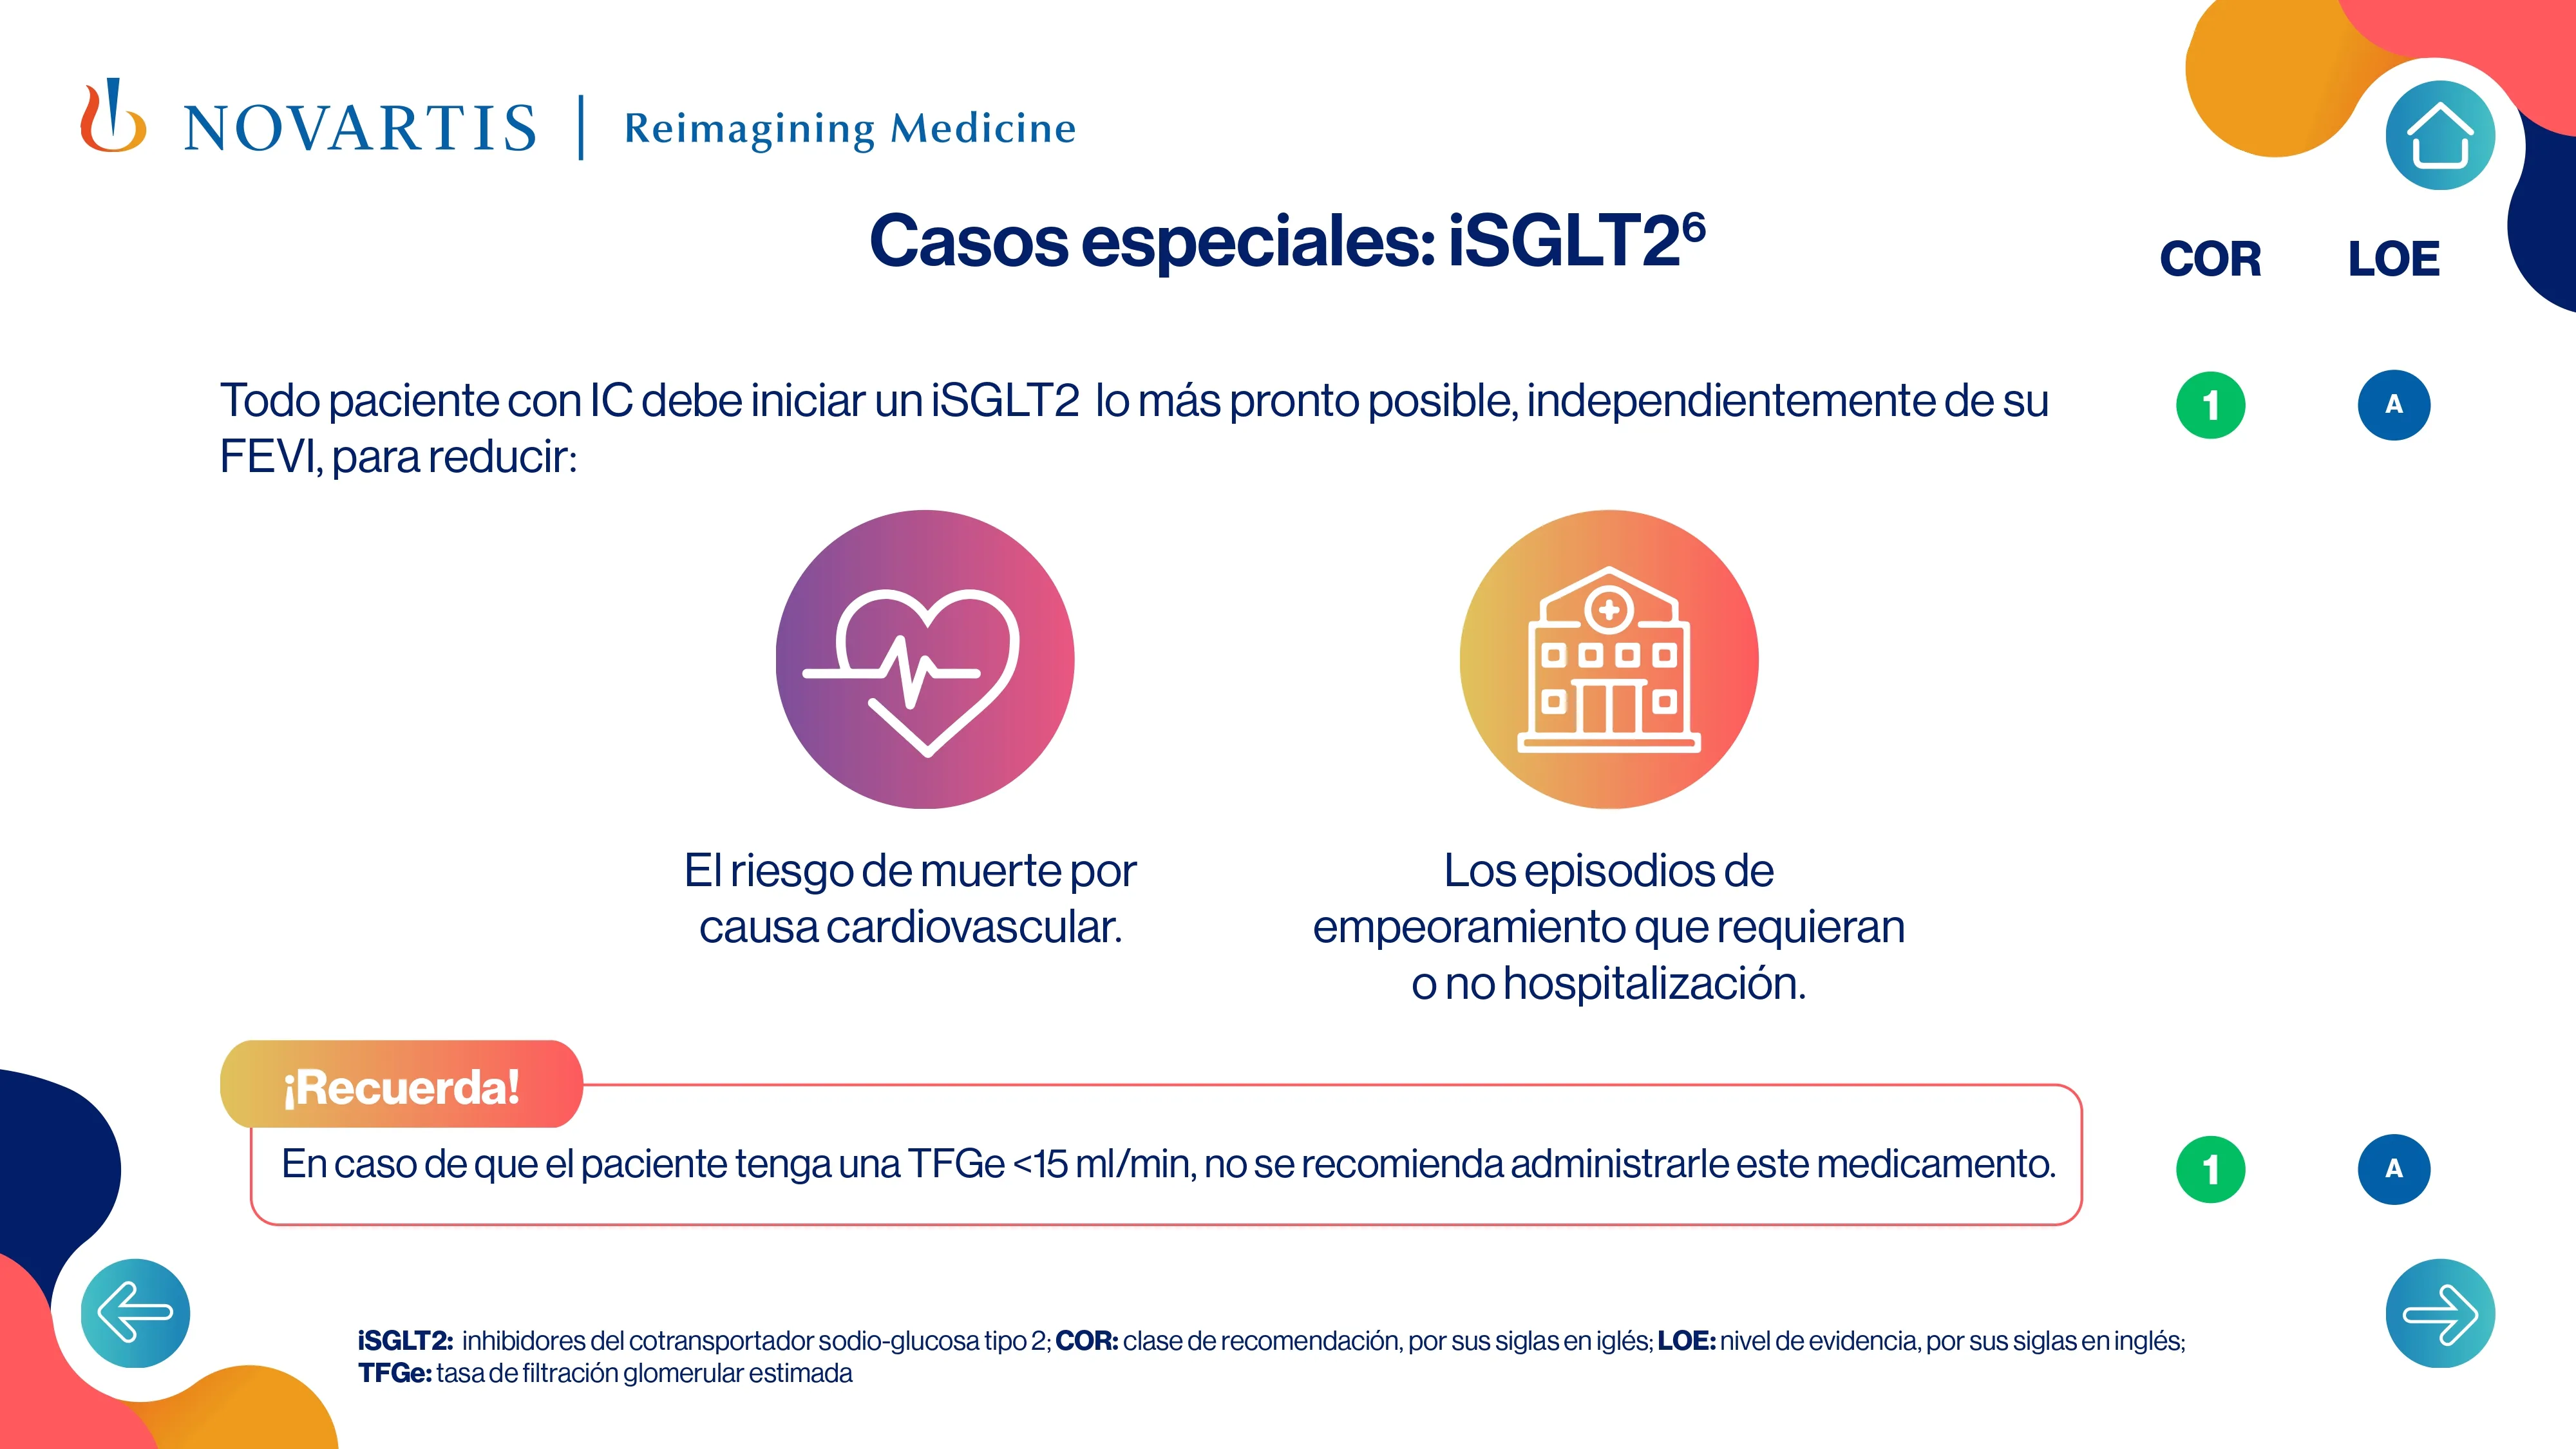 NOVARTIS | Reimagining Medicine
Casos especiales: iSGLT2⁶
COR LOE
Todo paciente con IC debe iniciar un iSGLT2 lo más pronto posible, independientemente de su
FEVI, para reducir:
1 A
El riesgo de muerte por
causa cardiovascular.
Los episodios de
empeoramiento que requieran
o no hospitalización.
¡Recuerda!
En caso de que el paciente tenga una TFGe <15 ml/min, no se recomienda administrarle este medicamento.
1 A
iSGLT2: inhibidores del cotransportador sodio-glucosa tipo 2; COR: clase de recomendación, por sus siglas en iglés; LOE: nivel de evidencia, por sus siglas en inglés;
TFGe: tasa de filtración glomerular estimada